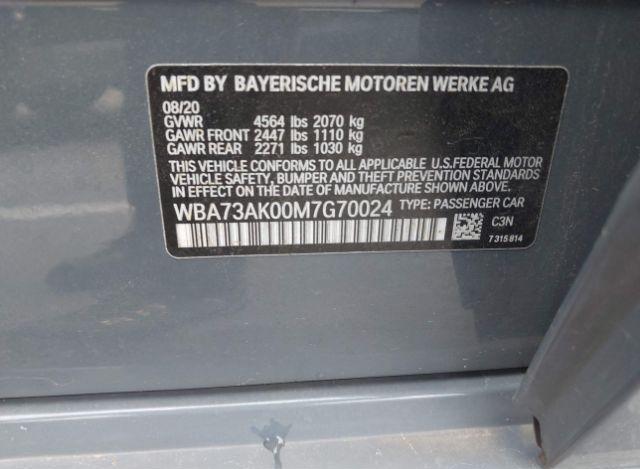 MFD BY BAYERISCHE MOTOREN WERKE AG
08/20
GVWR 4564 lbs 2070 kg
GAWR FRONT 2447 lbs 1110 kg
GAWR REAR 2271 lbs 1030 kg
THIS VEHICLE CONFORMS TO ALL APPLICABLE U.S.FEDERAL MOTOR
VEHICLE SAFETY, BUMPER AND THEFT PREVENTION STANDARDS
IN EFFECT ON THE DATE OF MANUFACTURE SHOWN ABOVE.
WBA73AK00M7G70024 TYPE: PASSENGER CAR
C3N
7315814